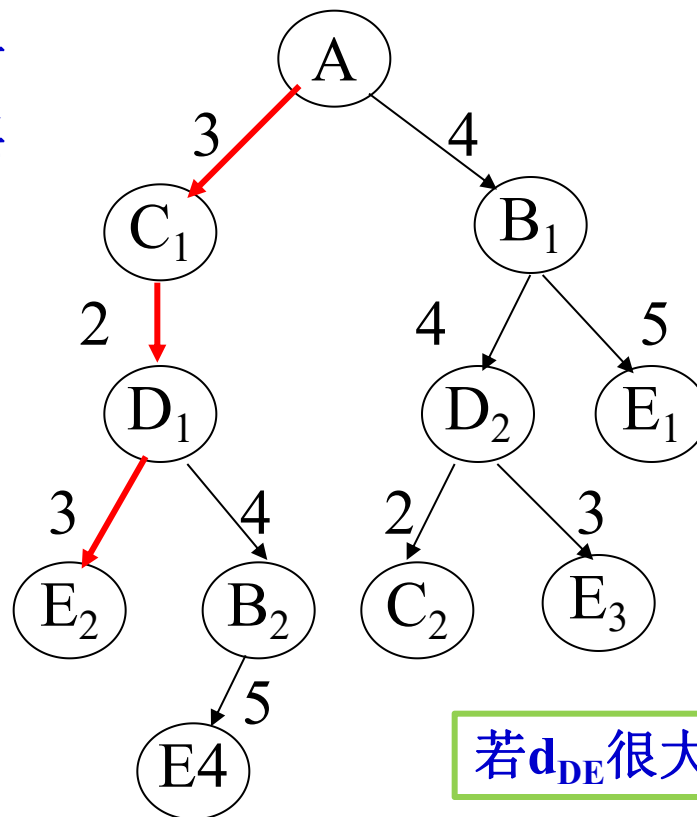 A
3 4
C₁ B₁
2 4 5
D₁ D₂ E₁
3 4 2 3
E₂ B₂ C₂ E₃
5
E4
若d_DE很大